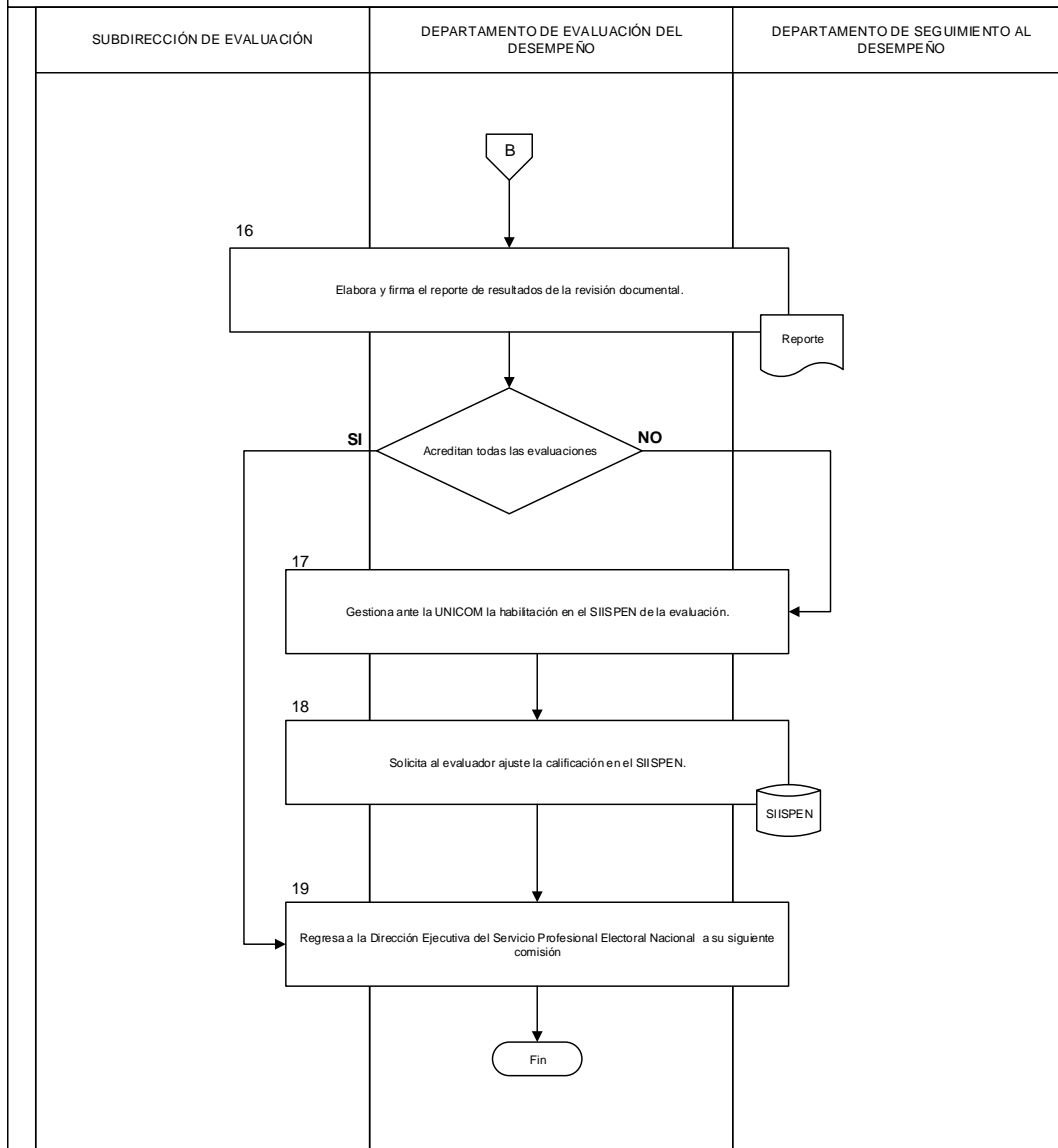 SUBDIRECCIÓN DE EVALUACIÓN
DEPARTAMENTO DE EVALUACIÓN DEL
DESEMPEÑO
DEPARTAMENTO DE SEGUIMIENTO AL
DESEMPEÑO
B
16
Elabora y firma el reporte de resultados de la revisión documental.
Reporte
SI
Acreditan todas las evaluaciones
NO
17
Gestiona ante la UNICOM la habilitación en el SIISPEN de la evaluación.
18
Solicita al evaluador ajuste la calificación en el SIISPEN.
SIISPEN
19
Regresa a la Dirección Ejecutiva del Servicio Profesional Electoral Nacional a su siguiente
comisión
Fin